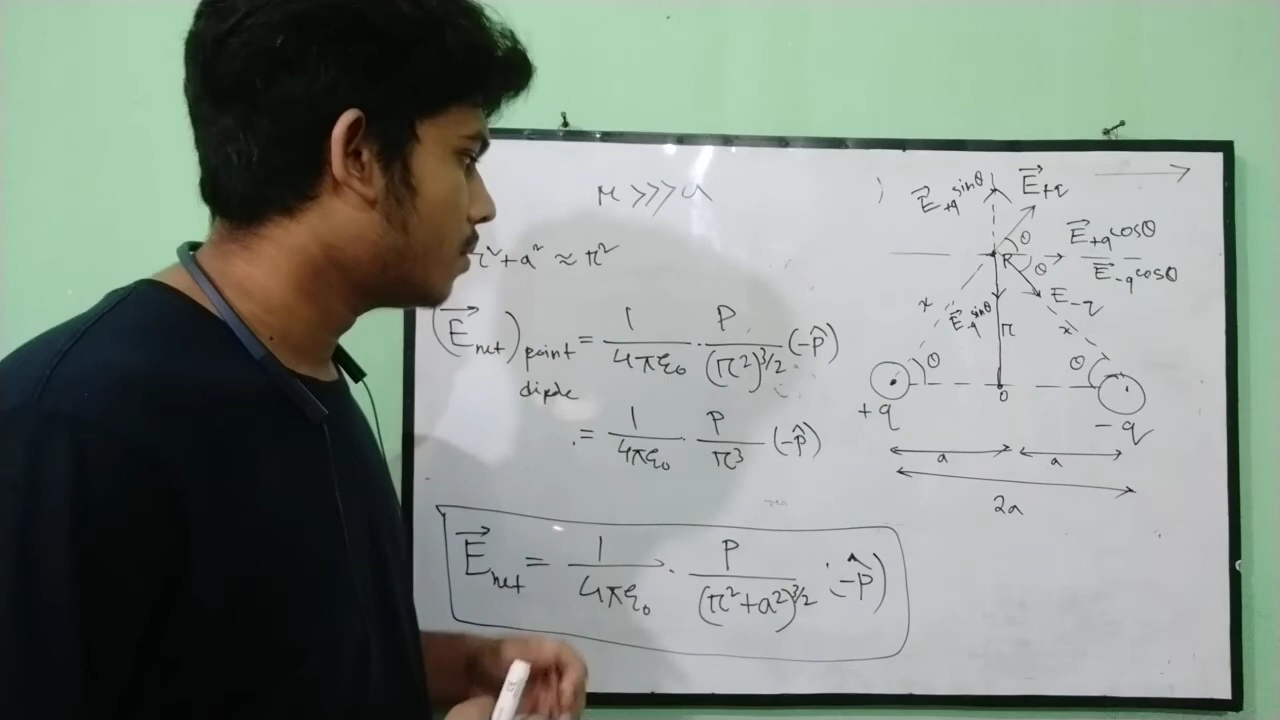 r >>> a
r² + a² ≈ r²
(E⃗net)point dipole = 1/4πε₀ · P/(r²)^3/2 (-p̂)
= 1/4πε₀ · P/r³ (-p̂)
E⃗net = 1/4πε₀ · P/(r²+a²)^3/2 (-p̂)
E⃗+q sinθ
E⃗+q
θ
E⃗+q cosθ
P
θ
E⃗-q cosθ
E-q
x
E⃗-q sinθ
r
x
θ
θ
+q
O
-q
a
a
2a